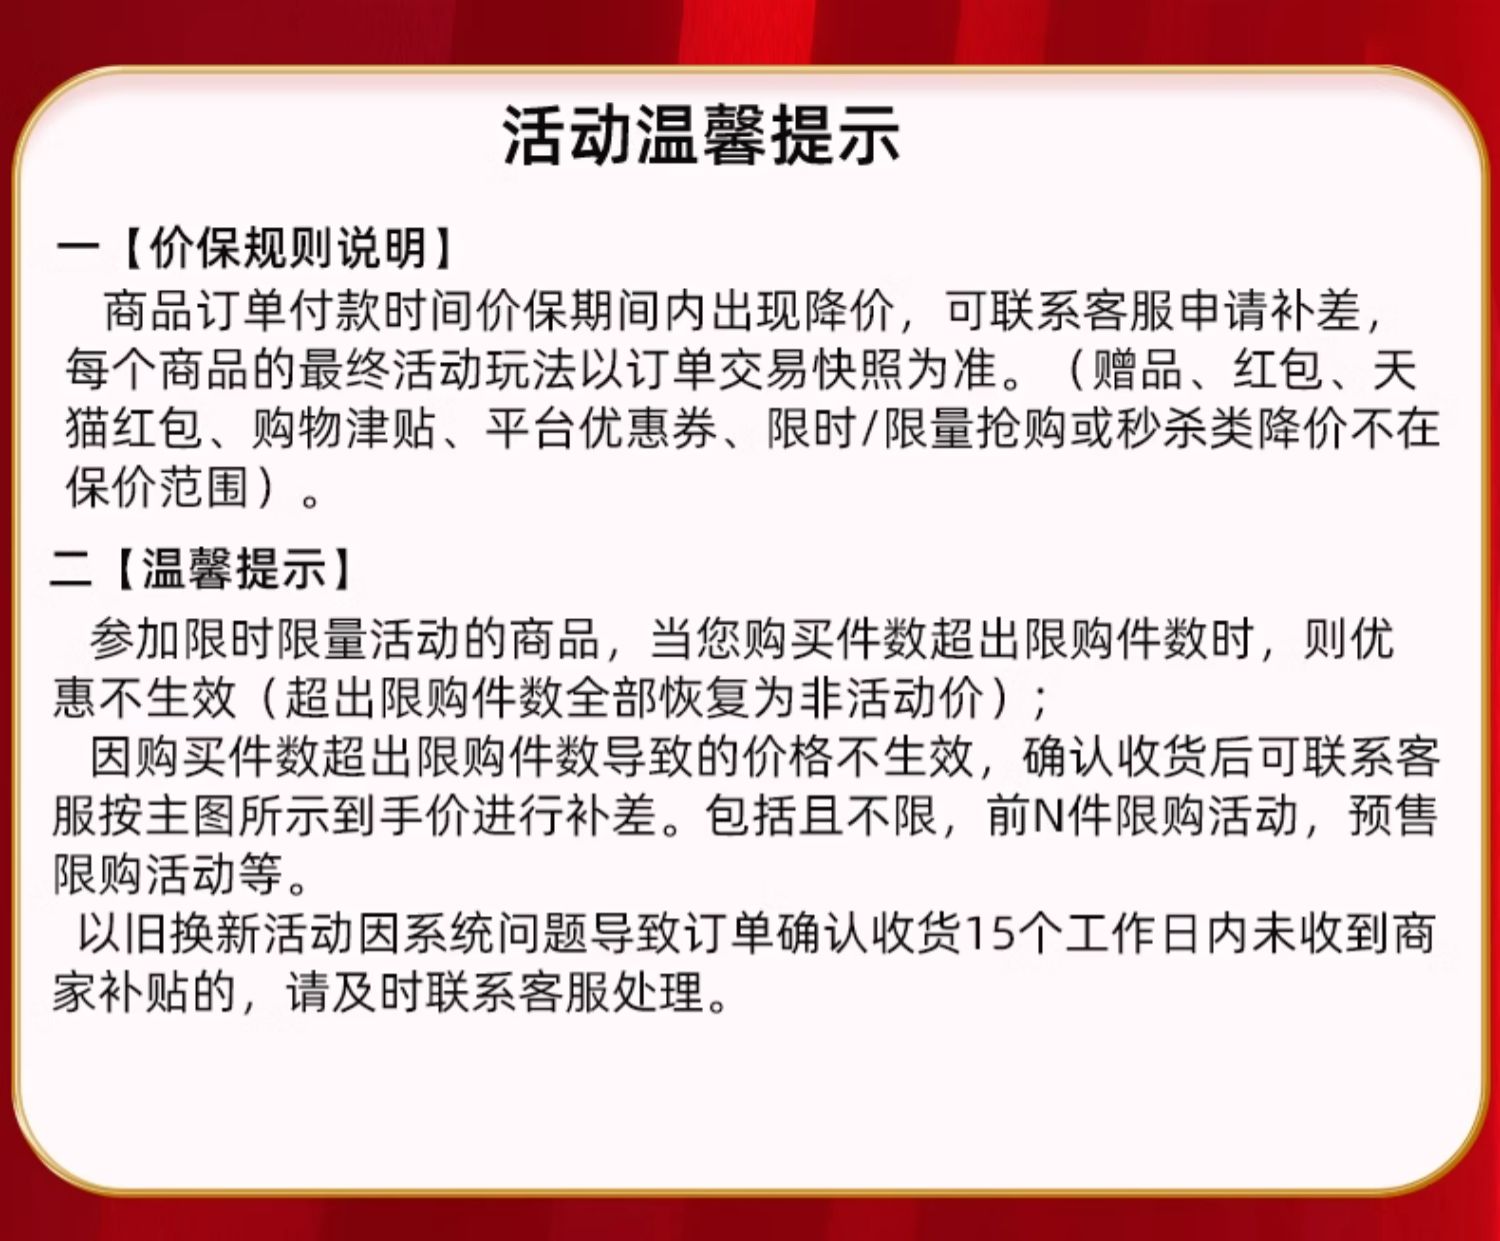 活动温馨提示
一【价保规则说明】
商品订单付款时间价保期间内出现降价，可联系客服申请补差，
每个商品的最终活动玩法以订单交易快照为准。（赠品、红包、天
猫红包、购物津贴、平台优惠券、限时/限量抢购或秒杀类降价不在
保价范围）。
二【温馨提示】
参加限时限量活动的商品，当您购买件数超出限购件数时，则优
惠不生效（超出限购件数全部恢复为非活动价）；
因购买件数超出限购件数导致的价格不生效，确认收货后可联系客
服按主图所示到手价进行补差。包括且不限，前N件限购活动，预售
限购活动等。
以旧换新活动因系统问题导致订单确认收货15个工作日内未收到商
家补贴的，请及时联系客服处理。